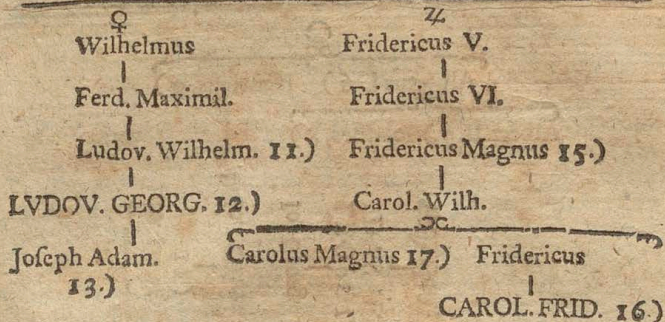 ♀ ♃
Wilhelmus Fridericus V.
Ferd. Maximil. Fridericus VI.
Ludov. Wilhelm. 11.) Fridericus Magnus 15.)
LVDOV. GEORG. 12.) Carol. Wilh.
Joſeph Adam. Carolus Magnus 17.) Fridericus
13.)
CAROL. FRID. 16.)